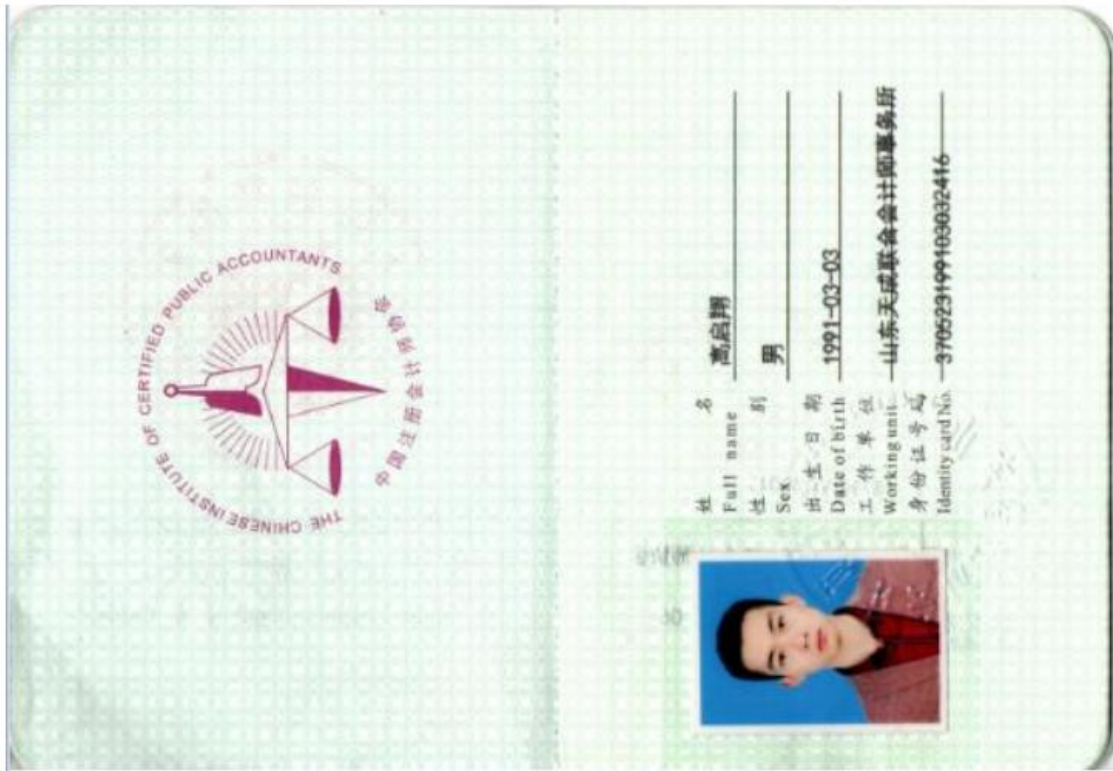 THE CHINESE INSTITUTE OF CERTIFIED PUBLIC ACCOUNTANTS
中国注册会计师协会
姓名 高启翔
Full name
性别 男
Sex
出生日期 1991-03-03
Date of birth
工作单位 山东天成联合会计师事务所
Working unit
身份证号码 370523199103032416
Identity card No.